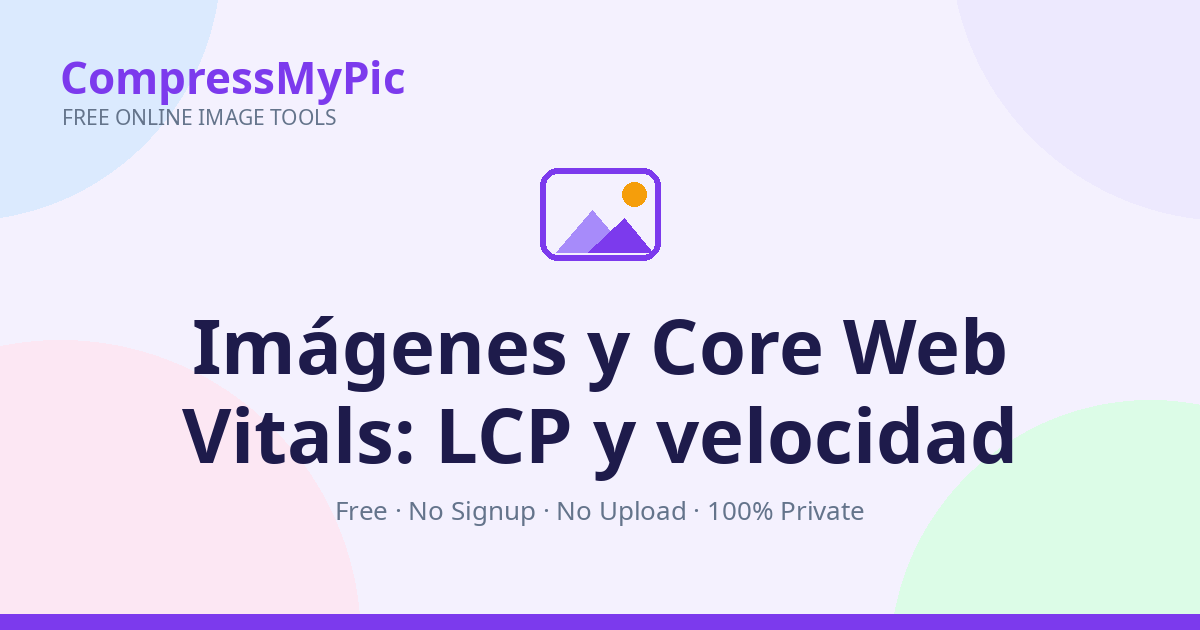 CompressMyPic
FREE ONLINE IMAGE TOOLS
Imágenes y Core Web
Vitals: LCP y velocidad
Free · No Signup · No Upload · 100% Private